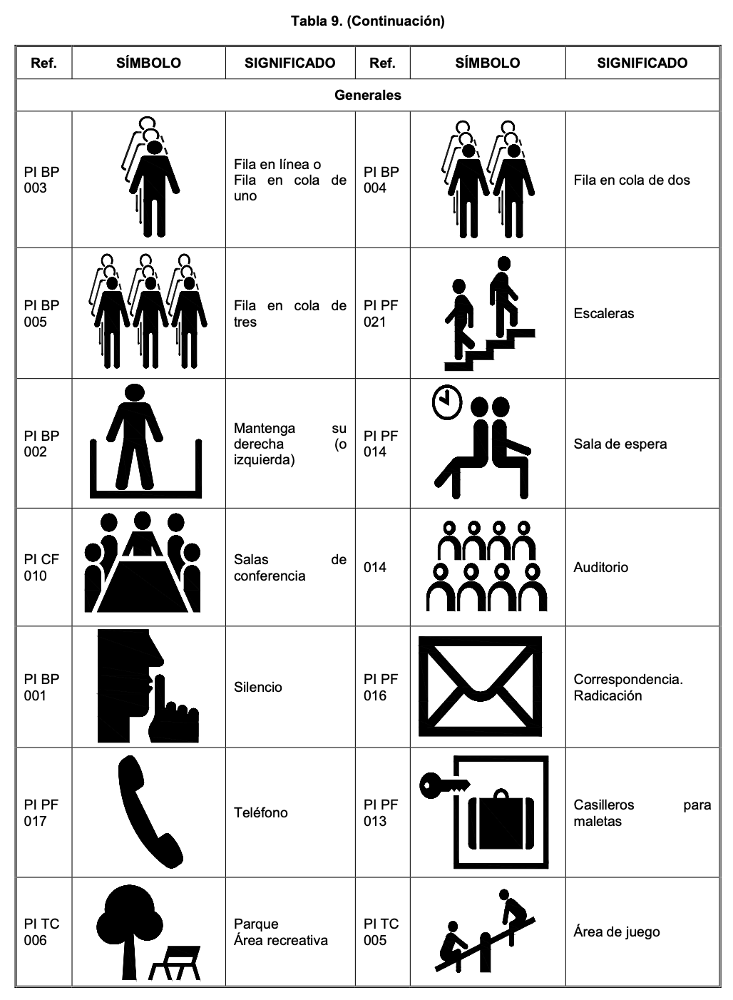 Tabla 9. (Continuación)
Ref. SÍMBOLO SIGNIFICADO Ref. SÍMBOLO SIGNIFICADO
Generales
PI BP
003
Fila en línea o
Fila en cola de
uno
PI BP
004
Fila en cola de dos
PI BP
005
Fila en cola de
tres
PI PF
021
Escaleras
PI BP
002
Mantenga su
derecha (o
izquierda)
PI PF
014
Sala de espera
PI CF
010
Salas de
conferencia
014
Auditorio
PI BP
001
Silencio
PI PF
016
Correspondencia.
Radicación
PI PF
017
Teléfono
PI PF
013
Casilleros para
maletas
PI TC
006
Parque
Área recreativa
PI TC
005
Área de juego